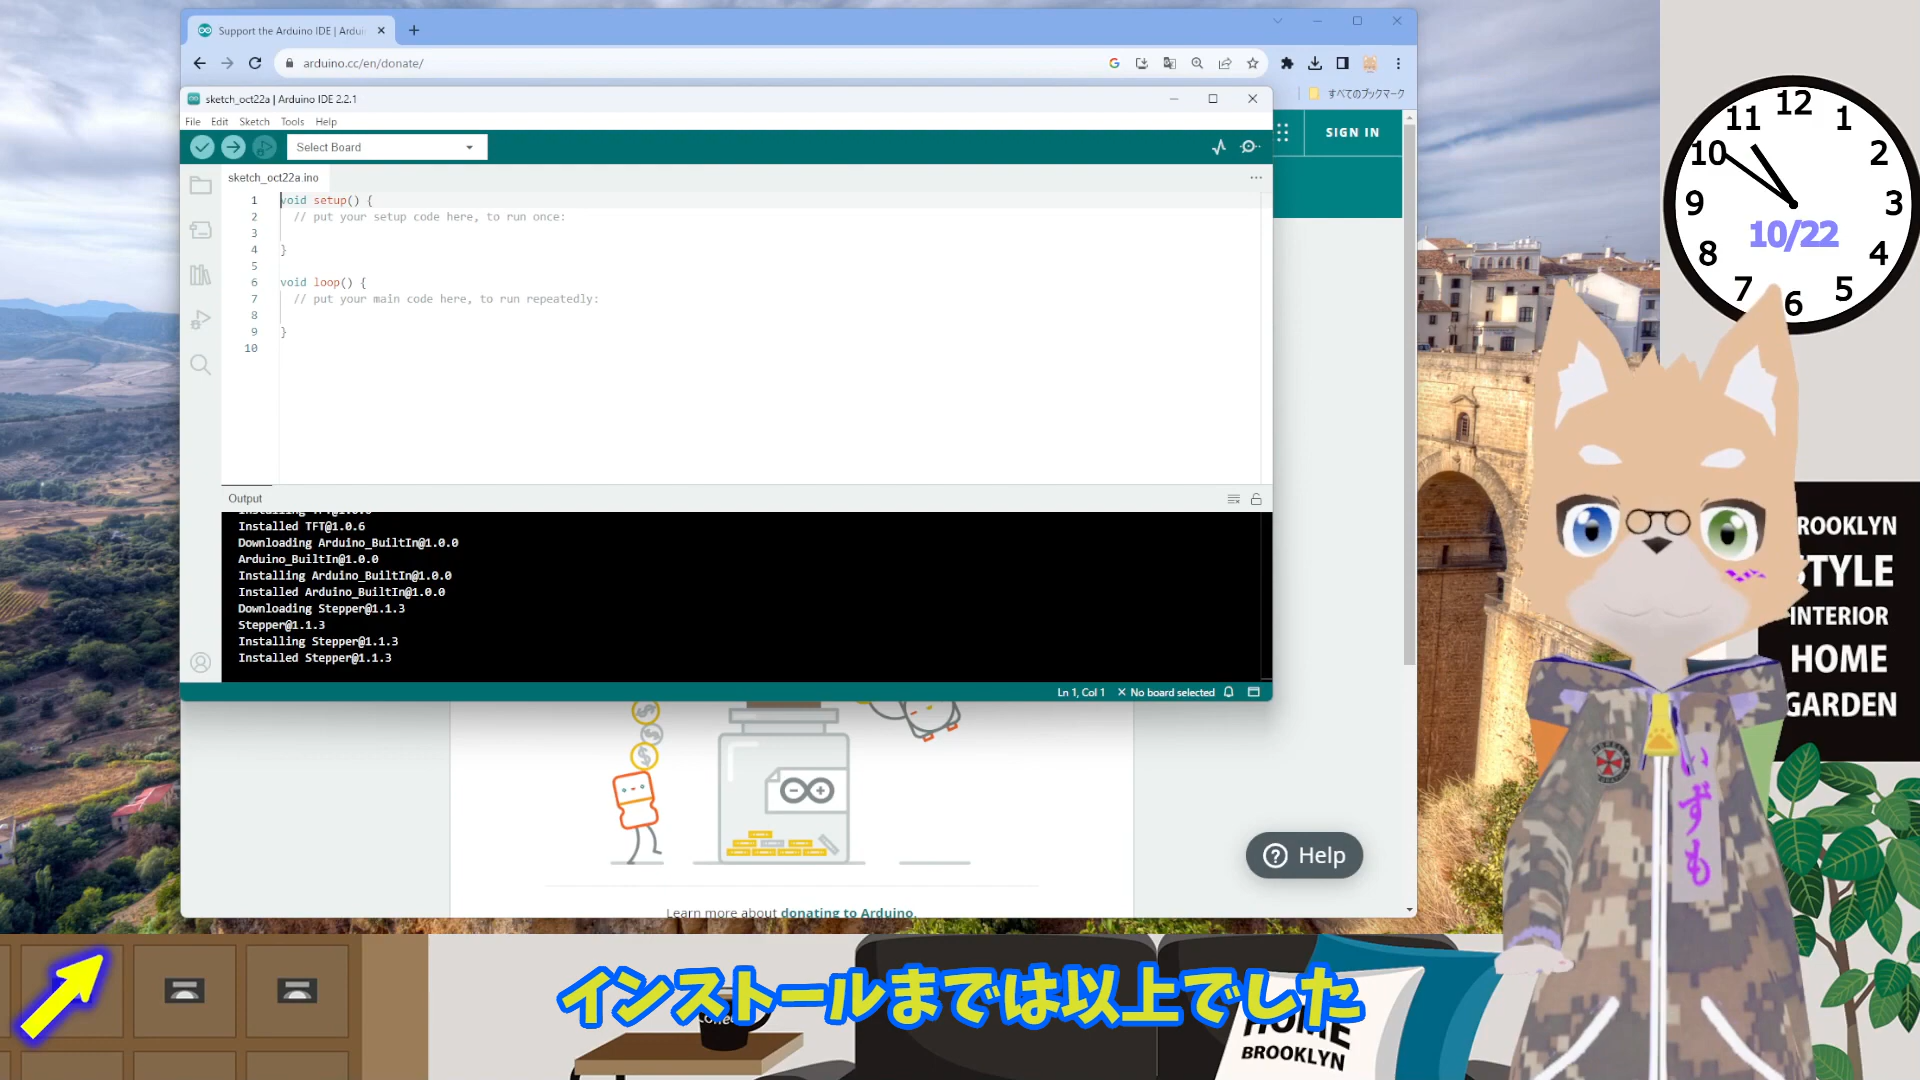 Support the Arduino IDE | Ardui
arduino.cc/en/donate/
すべてのブックマーク
SIGN IN
sketch_oct22a | Arduino IDE 2.2.1
File Edit Sketch Tools Help
Select Board
sketch_oct22a.ino
1 void setup() {
2 // put your setup code here, to run once:
3
4 }
5
6 void loop() {
7 // put your main code here, to run repeatedly:
8
9 }
10
Output
Installed TFT@1.0.6
Downloading Arduino_BuiltIn@1.0.0
Arduino_BuiltIn@1.0.0
Installing Arduino_BuiltIn@1.0.0
Installed Arduino_BuiltIn@1.0.0
Downloading Stepper@1.1.3
Stepper@1.1.3
Installing Stepper@1.1.3
Installed Stepper@1.1.3
Ln 1, Col 1 × No board selected
Help
Learn more about donating to Arduino.
12
1
2
3
4
5
6
7
8
9
10
11
10/22
ROOKLYN
STYLE
INTERIOR
HOME
GARDEN
いずも
インストールまでは以上でした
HOME
BROOKLYN